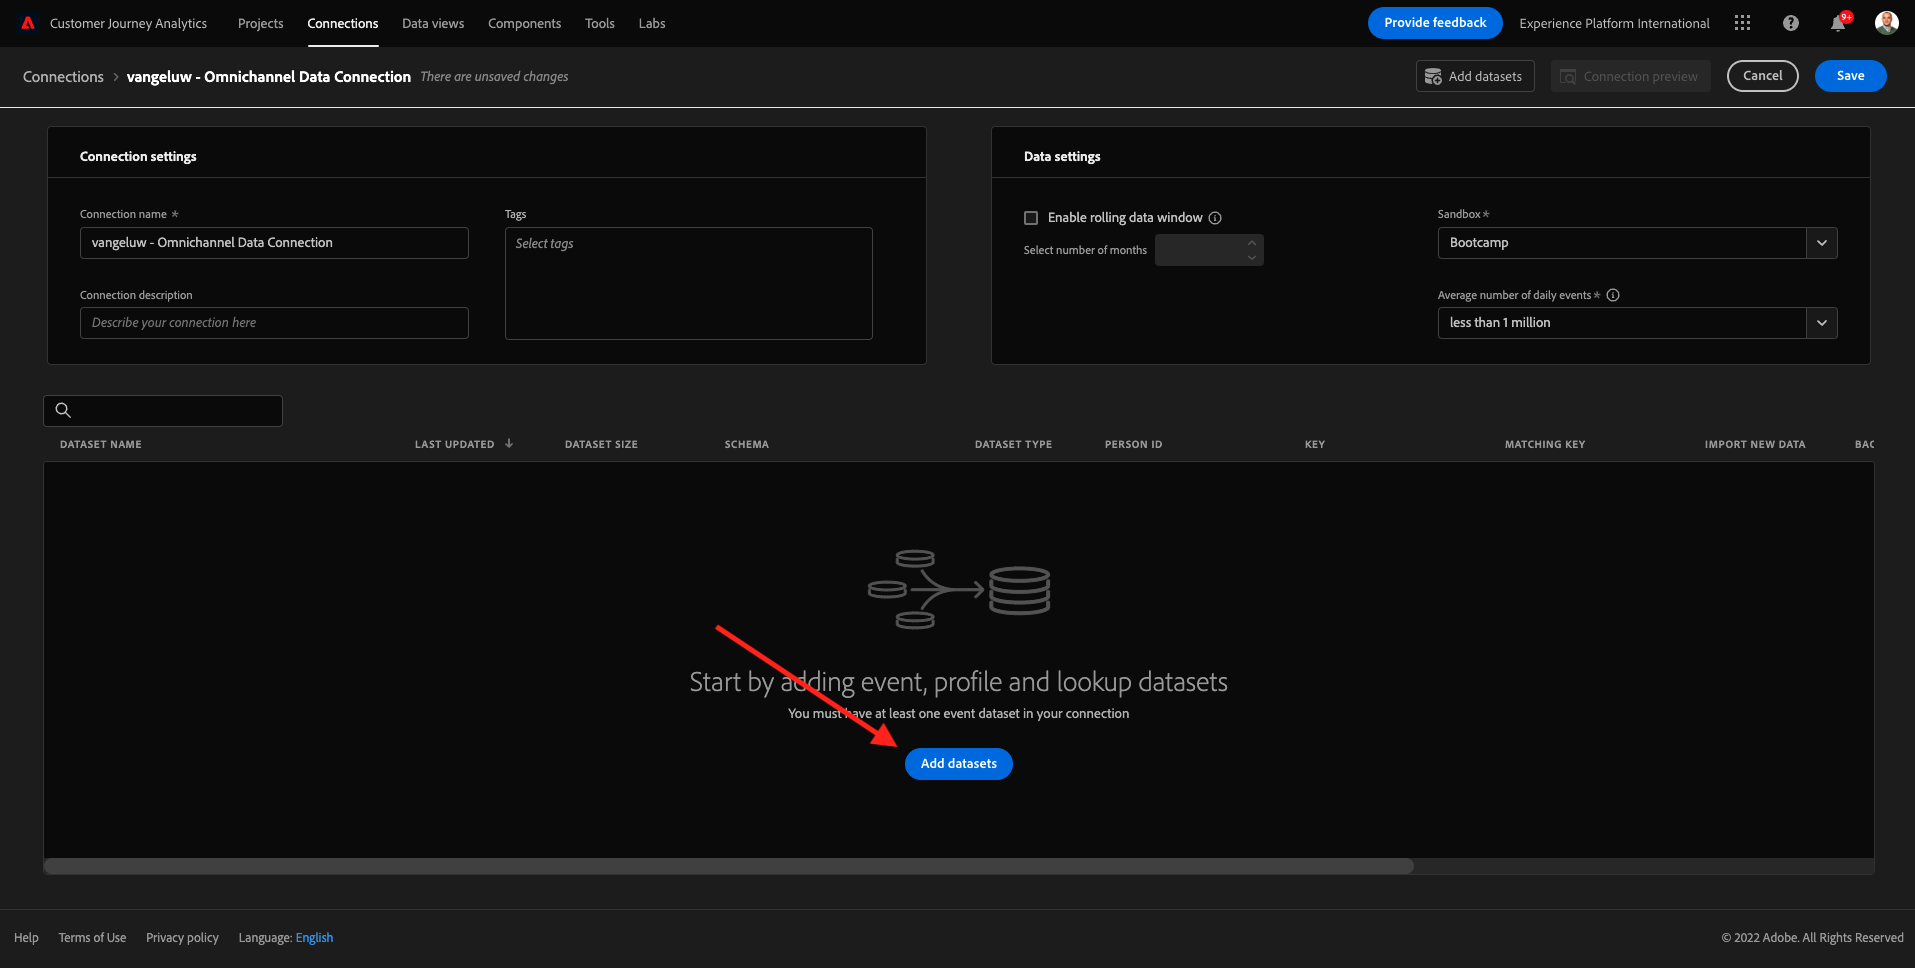 Customer Journey Analytics Projects Connections Data views Components Tools Labs Provide feedback Experience Platform International 9+
Connections > vangeluw - Omnichannel Data Connection There are unsaved changes Add datasets Connection preview Cancel Save
Connection settings
Connection name *
vangeluw - Omnichannel Data Connection
Connection description
Describe your connection here
Tags
Select tags
Data settings
Enable rolling data window
Select number of months
Sandbox *
Bootcamp
Average number of daily events *
less than 1 million
DATASET NAME LAST UPDATED DATASET SIZE SCHEMA DATASET TYPE PERSON ID KEY MATCHING KEY IMPORT NEW DATA BAC
Start by adding event, profile and lookup datasets
You must have at least one event dataset in your connection
Add datasets
Help Terms of Use Privacy policy Language: English © 2022 Adobe. All Rights Reserved